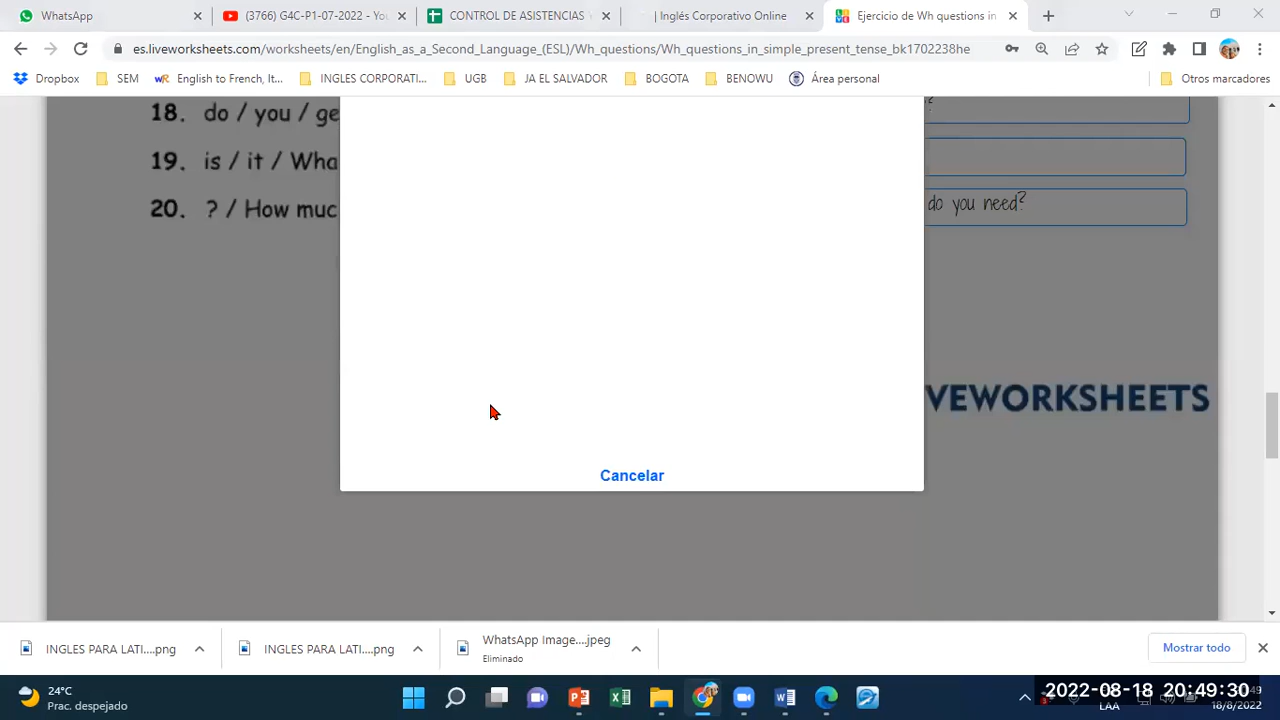 WhatsApp
(3766) G4C-P1-07-2022 - You
CONTROL DE ASISTENCIAS Y
| Inglés Corporativo Online
Ejercicio de Wh questions in
es.liveworksheets.com/worksheets/en/English_as_a_Second_Language_(ESL)/Wh_questions/Wh_questions_in_simple_present_tense_bk1702238he
Dropbox
SEM
English to French, It...
INGLES CORPORATI...
UGB
JA EL SALVADOR
BOGOTA
BENOWU
Área personal
Otros marcadores
18. do / you / ge
?
19. is / it / Wha
20. ? / How muc
do you need?
VEWORKSHEETS
Cancelar
INGLES PARA LATI....png
INGLES PARA LATI....png
WhatsApp Image....jpeg
Eliminado
Mostrar todo
24°C
Prac. despejado
2022-08-18 20:49:30
LAA
18/8/2022